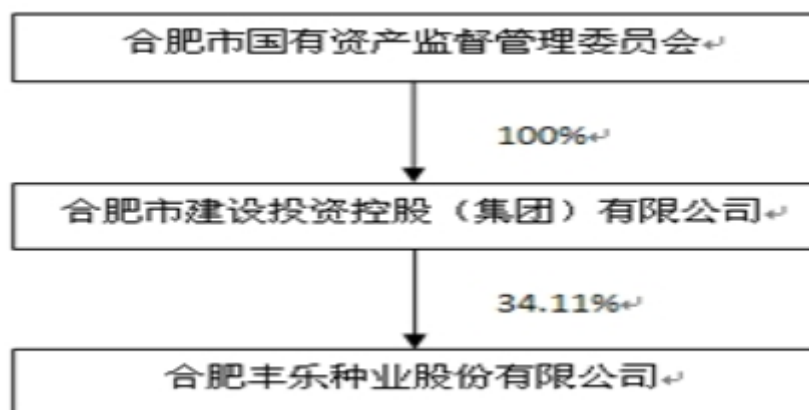 合肥市国有资产监督管理委员会
100%
合肥市建设投资控股（集团）有限公司
34.11%
合肥丰乐种业股份有限公司